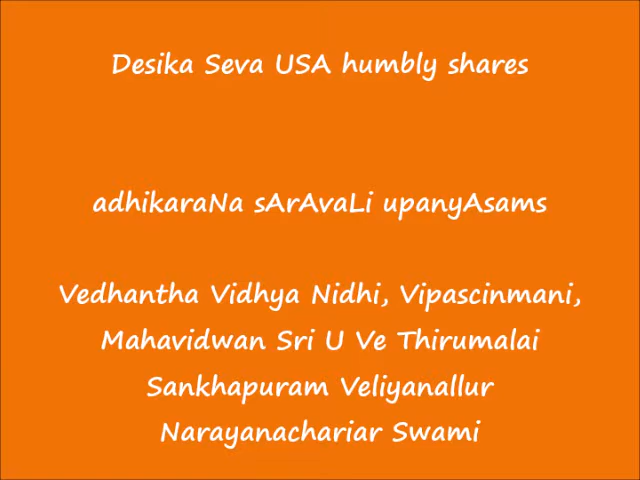 Desika Seva USA humbly shares
adhikaraNa sArAvaLi upanyAsams
Vedhantha Vidhya Nidhi, Vipascinmani,
Mahavidwan Sri U Ve Thirumalai
Sankhapuram Veliyanallur
Narayanachariar Swami